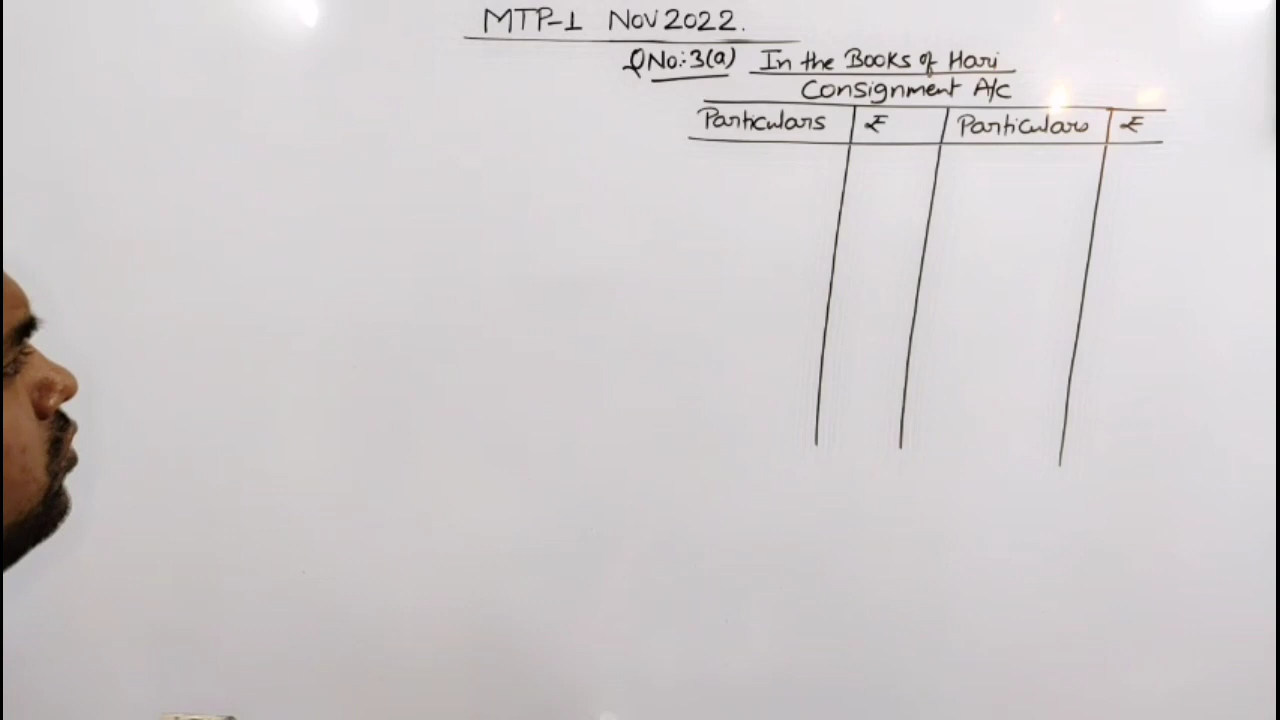 MTP-1 Nov 2022.
QNo:-3(a) In the Books of Hari
Consignment A/c
Particulars ₹ Particulars ₹